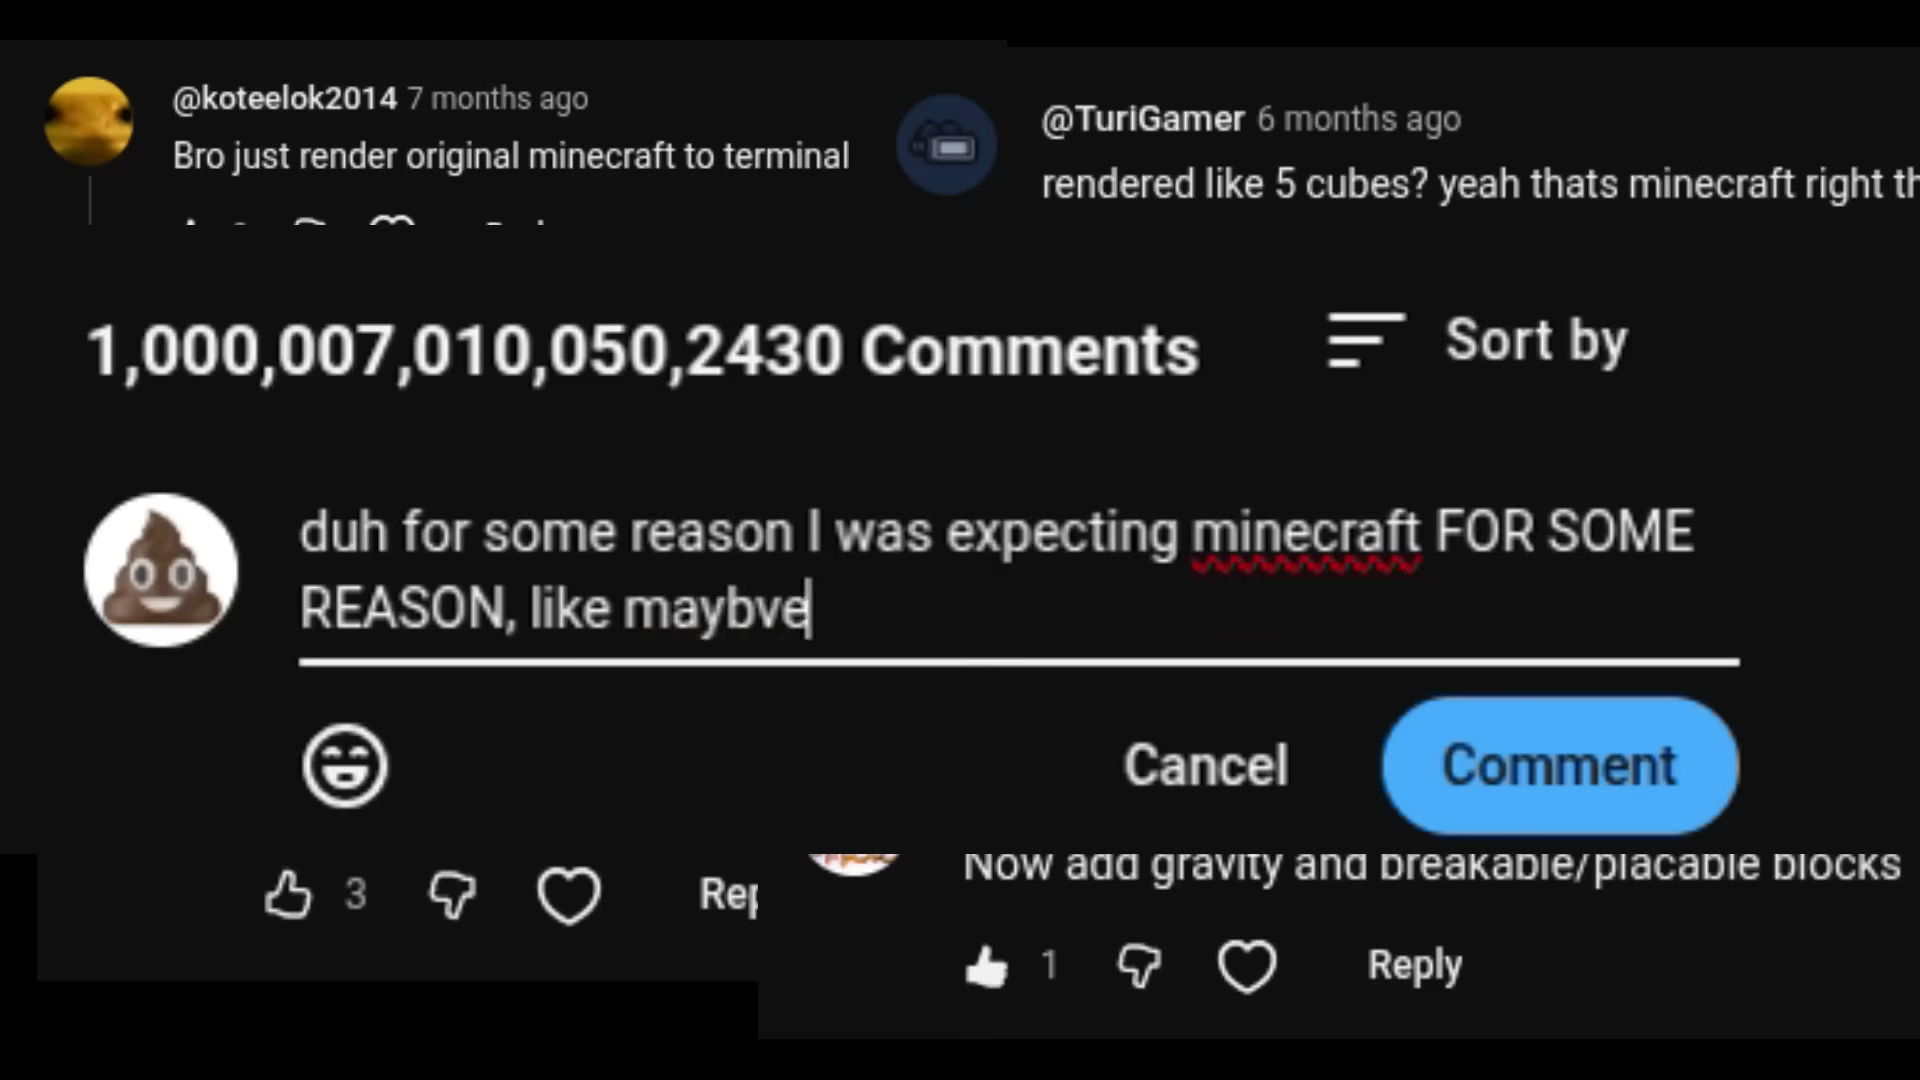 @koteelok2014 7 months ago
Bro just render original minecraft to terminal
@TuriGamer 6 months ago
rendered like 5 cubes? yeah thats minecraft right th
1,000,007,010,050,2430 Comments
Sort by
duh for some reason I was expecting minecraft FOR SOME
REASON, like maybve
Cancel
Comment
3
Rep
Now add gravity and breakable/placable blocks
1
Reply